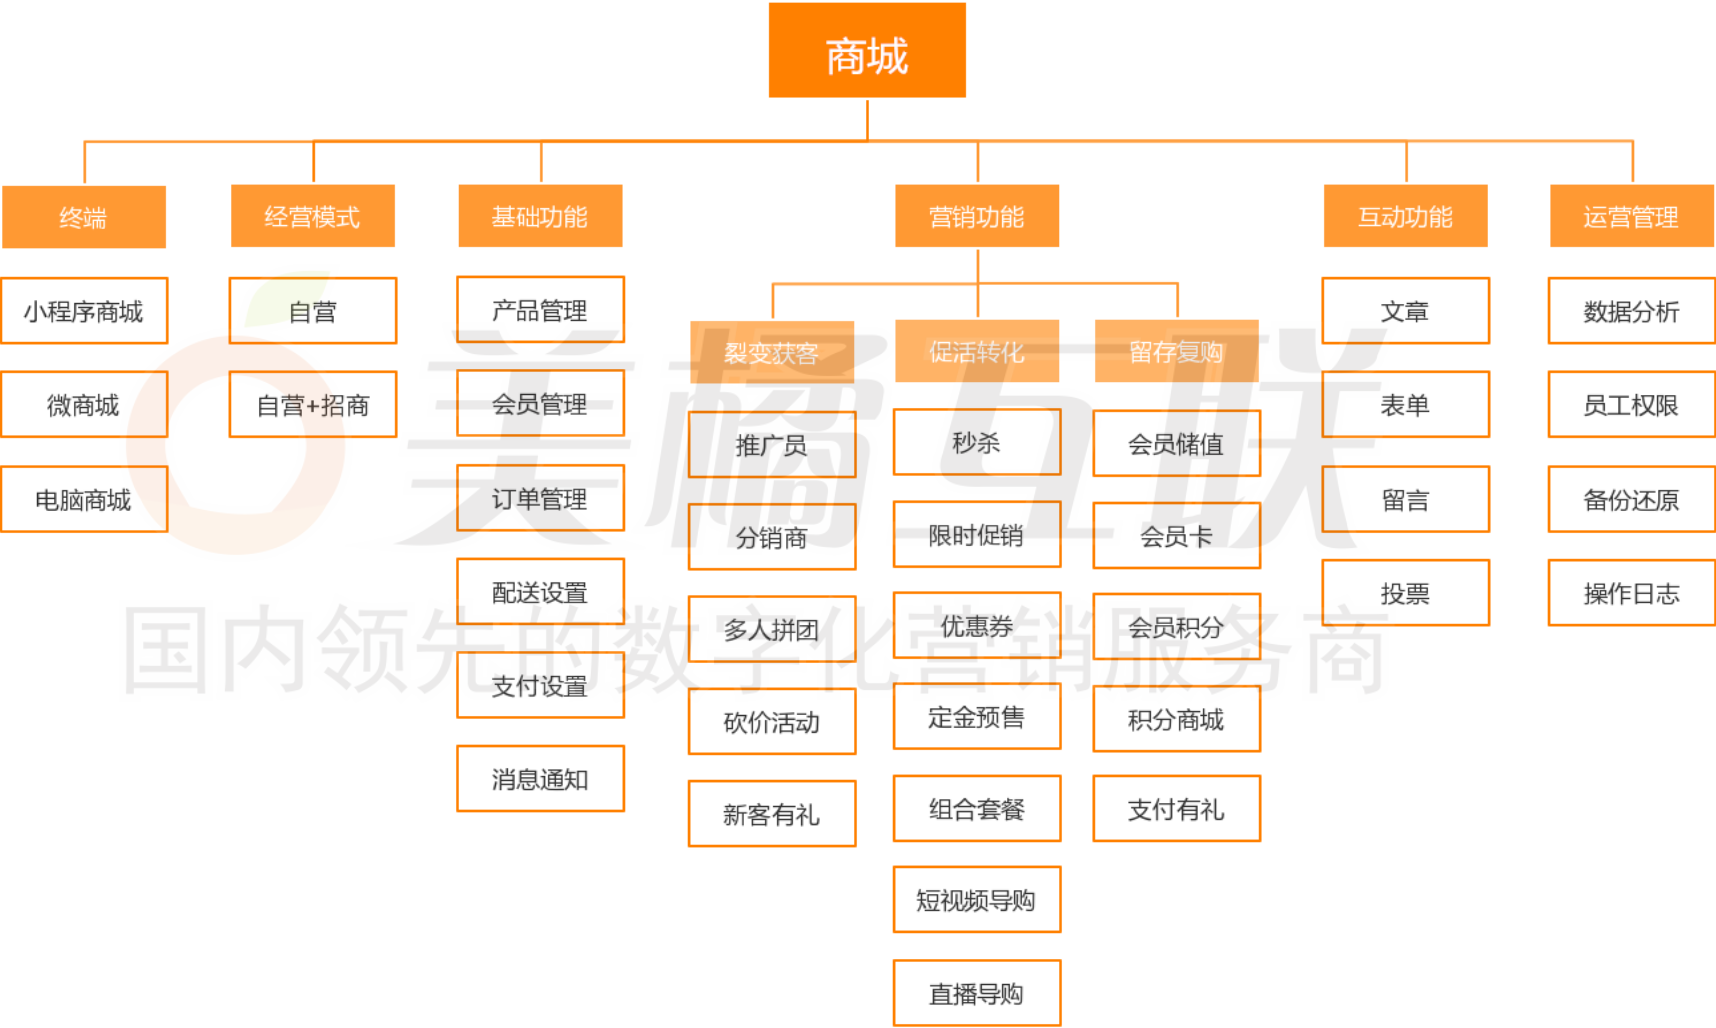 商城
终端
小程序商城
微商城
电脑商城
经营模式
自营
自营+招商
基础功能
产品管理
会员管理
订单管理
配送设置
支付设置
消息通知
营销功能
裂变获客
推广员
分销商
多人拼团
砍价活动
新客有礼
促活转化
秒杀
限时促销
优惠券
定金预售
组合套餐
短视频导购
直播导购
留存复购
会员储值
会员卡
会员积分
积分商城
支付有礼
互动功能
文章
表单
留言
投票
运营管理
数据分析
员工权限
备份还原
操作日志
美橘互联
国内领先的数字化营销服务商